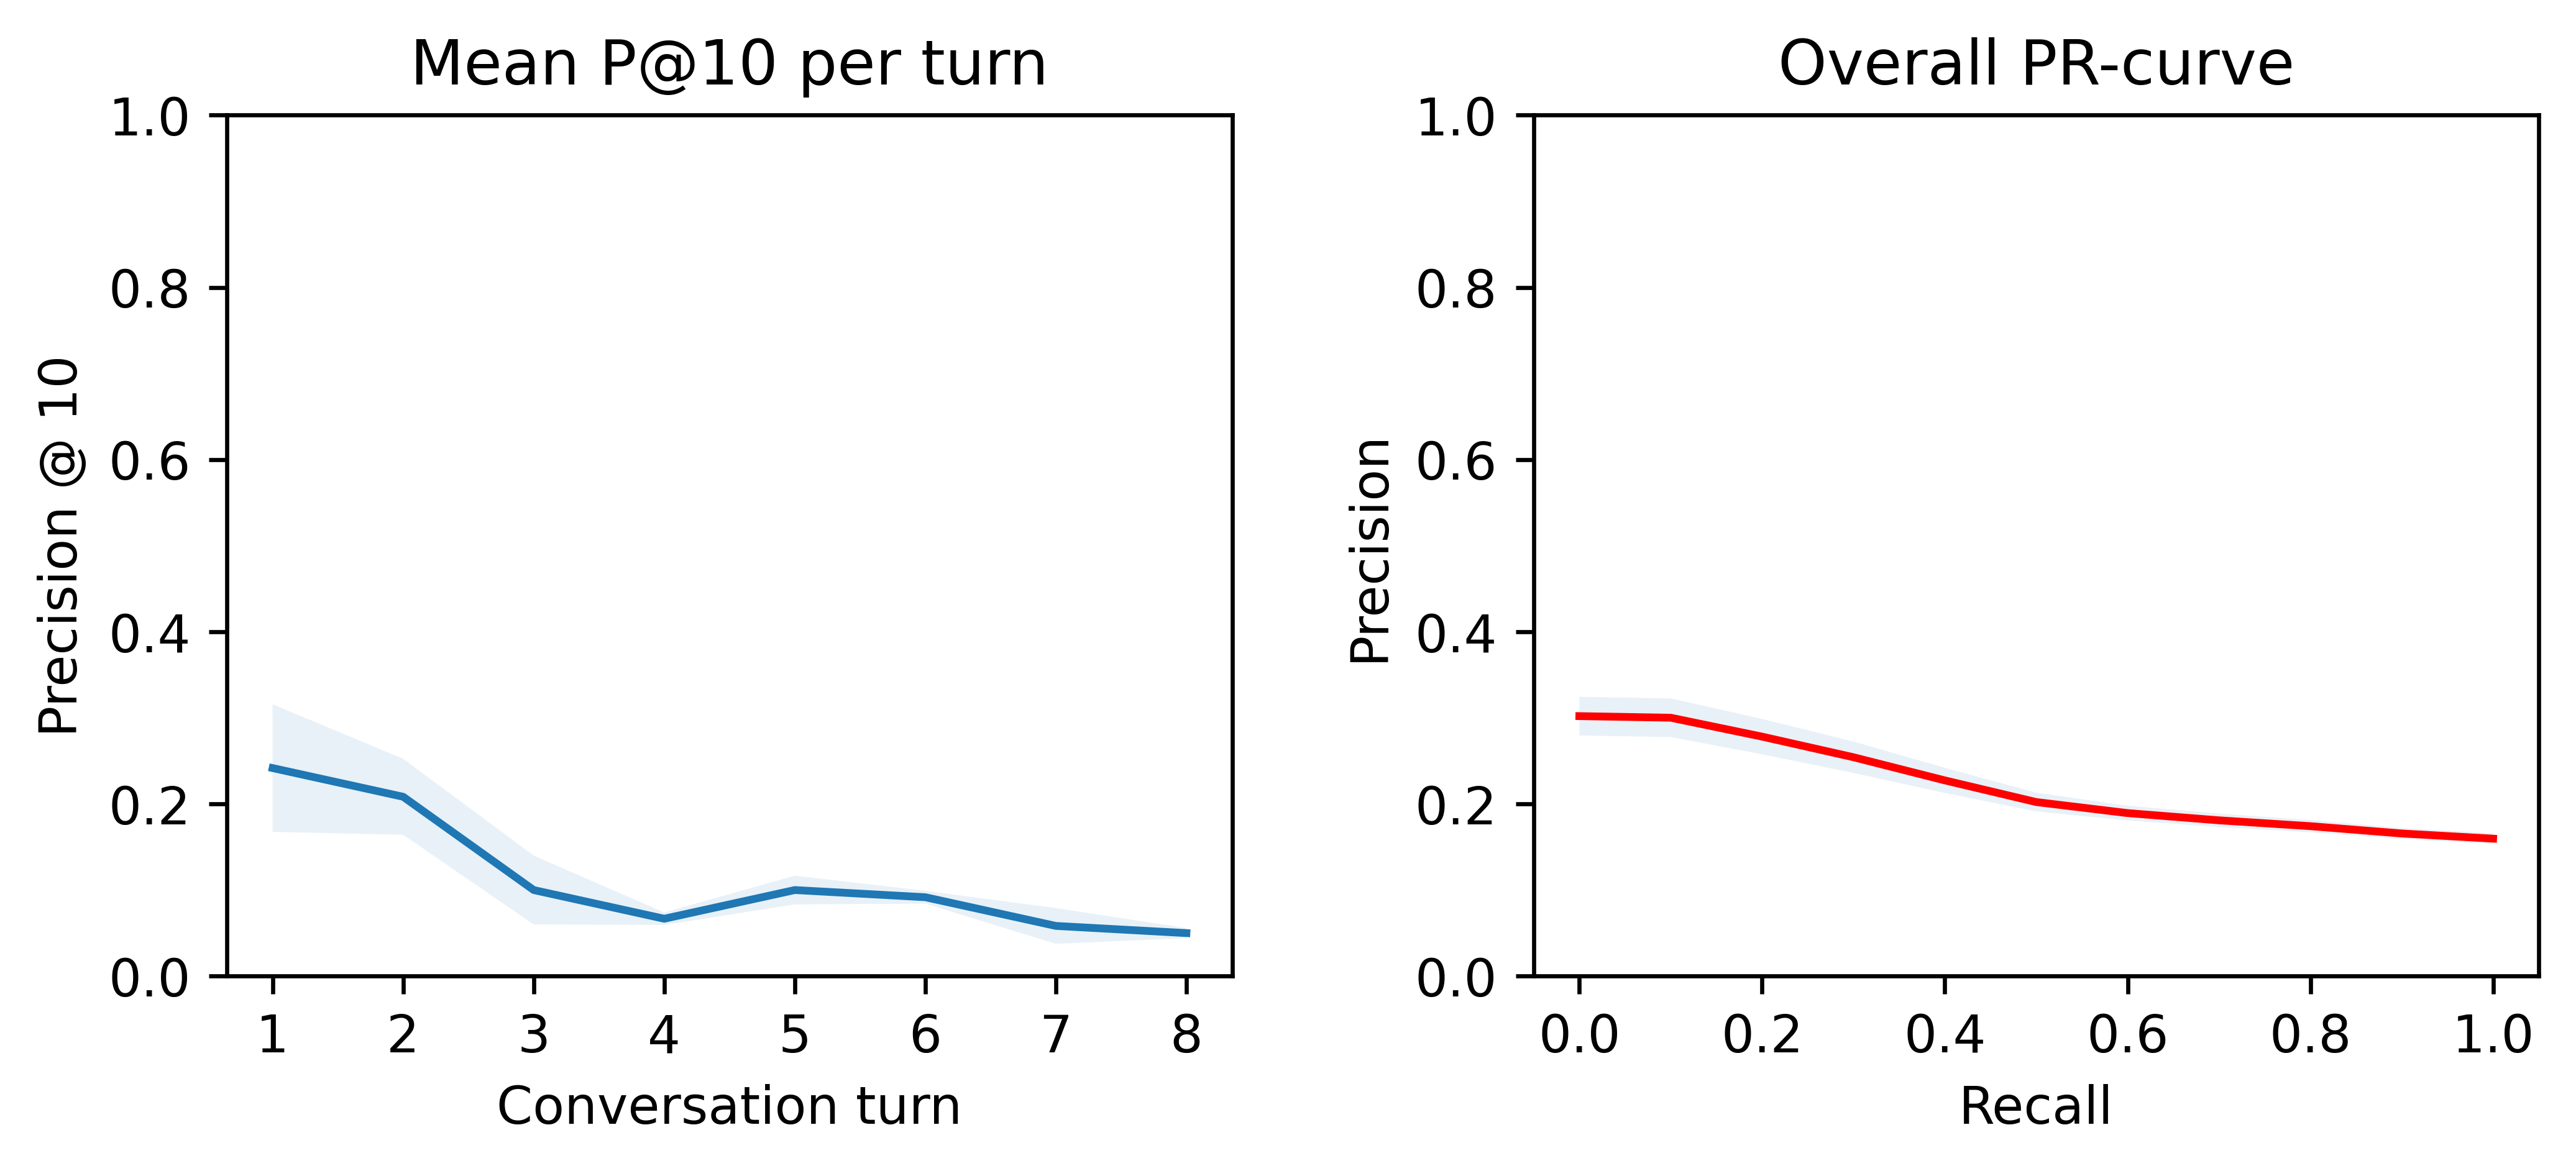 Mean P@10 per turn
1.0
0.8
0.6
0.4
0.2
0.0
Precision @ 10
1 2 3 4 5 6 7 8
Conversation turn
Overall PR-curve
1.0
0.8
0.6
0.4
0.2
0.0
Precision
0.0 0.2 0.4 0.6 0.8 1.0
Recall